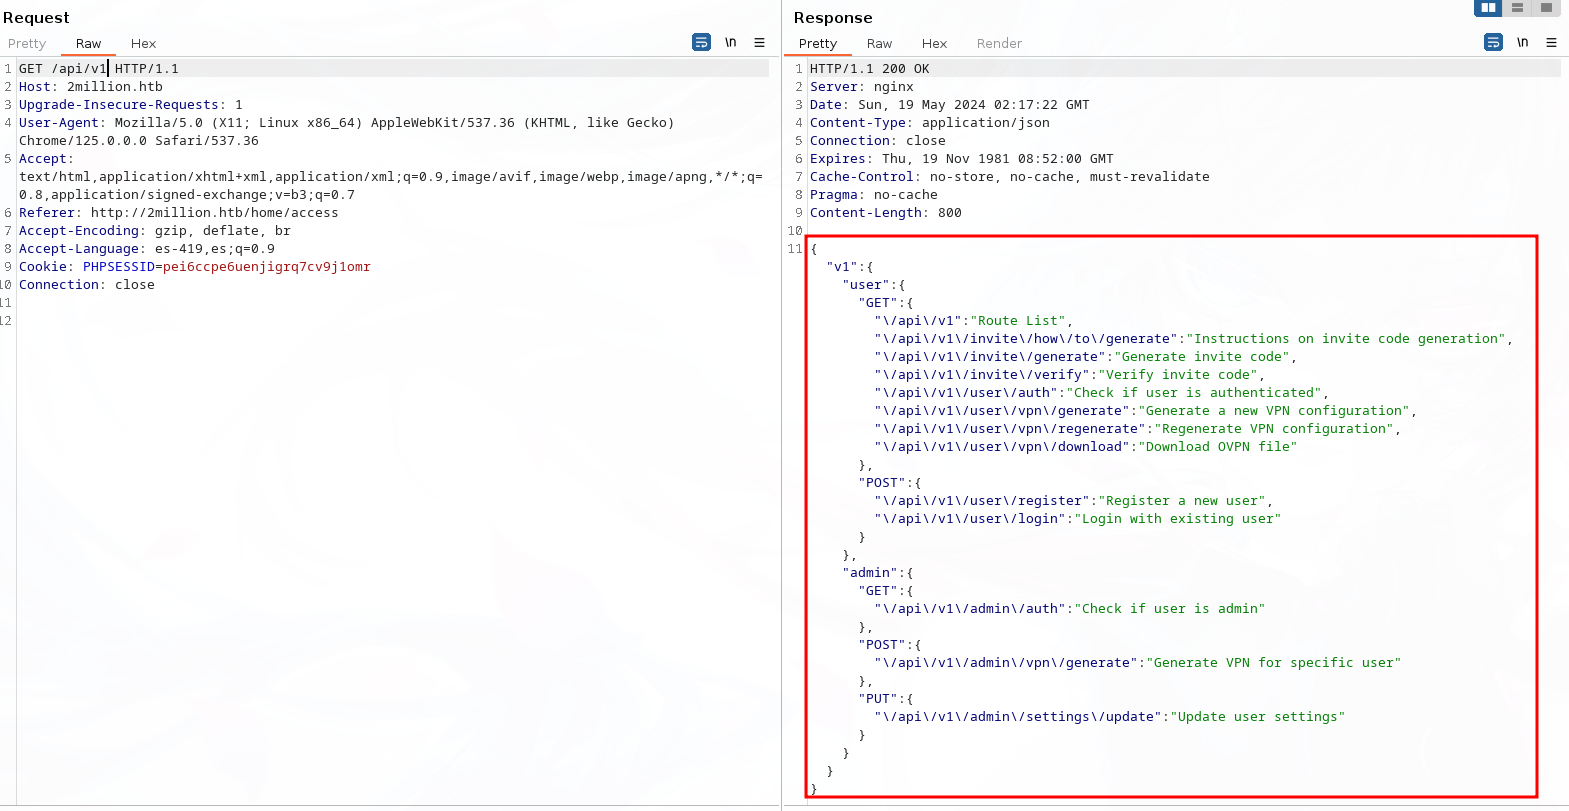 Request
Pretty Raw Hex \n
1 GET /api/v1 HTTP/1.1
2 Host: 2million.htb
3 Upgrade-Insecure-Requests: 1
4 User-Agent: Mozilla/5.0 (X11; Linux x86_64) AppleWebKit/537.36 (KHTML, like Gecko)
Chrome/125.0.0.0 Safari/537.36
5 Accept:
text/html,application/xhtml+xml,application/xml;q=0.9,image/avif,image/webp,image/apng,*/*;q=
0.8,application/signed-exchange;v=b3;q=0.7
6 Referer: http://2million.htb/home/access
7 Accept-Encoding: gzip, deflate, br
8 Accept-Language: es-419,es;q=0.9
9 Cookie: PHPSESSID=pei6ccpe6uenjigrq7cv9j1omr
10 Connection: close
11
12
Response
Pretty Raw Hex Render \n
1 HTTP/1.1 200 OK
2 Server: nginx
3 Date: Sun, 19 May 2024 02:17:22 GMT
4 Content-Type: application/json
5 Connection: close
6 Expires: Thu, 19 Nov 1981 08:52:00 GMT
7 Cache-Control: no-store, no-cache, must-revalidate
8 Pragma: no-cache
9 Content-Length: 800
10
11 {
"v1":{
"user":{
"GET":{
"\/api\/v1":"Route List",
"\/api\/v1\/invite\/how\/to\/generate":"Instructions on invite code generation",
"\/api\/v1\/invite\/generate":"Generate invite code",
"\/api\/v1\/invite\/verify":"Verify invite code",
"\/api\/v1\/user\/auth":"Check if user is authenticated",
"\/api\/v1\/user\/vpn\/generate":"Generate a new VPN configuration",
"\/api\/v1\/user\/vpn\/regenerate":"Regenerate VPN configuration",
"\/api\/v1\/user\/vpn\/download":"Download OVPN file"
},
"POST":{
"\/api\/v1\/user\/register":"Register a new user",
"\/api\/v1\/user\/login":"Login with existing user"
}
},
"admin":{
"GET":{
"\/api\/v1\/admin\/auth":"Check if user is admin"
},
"POST":{
"\/api\/v1\/admin\/vpn\/generate":"Generate VPN for specific user"
},
"PUT":{
"\/api\/v1\/admin\/settings\/update":"Update user settings"
}
}
}
}